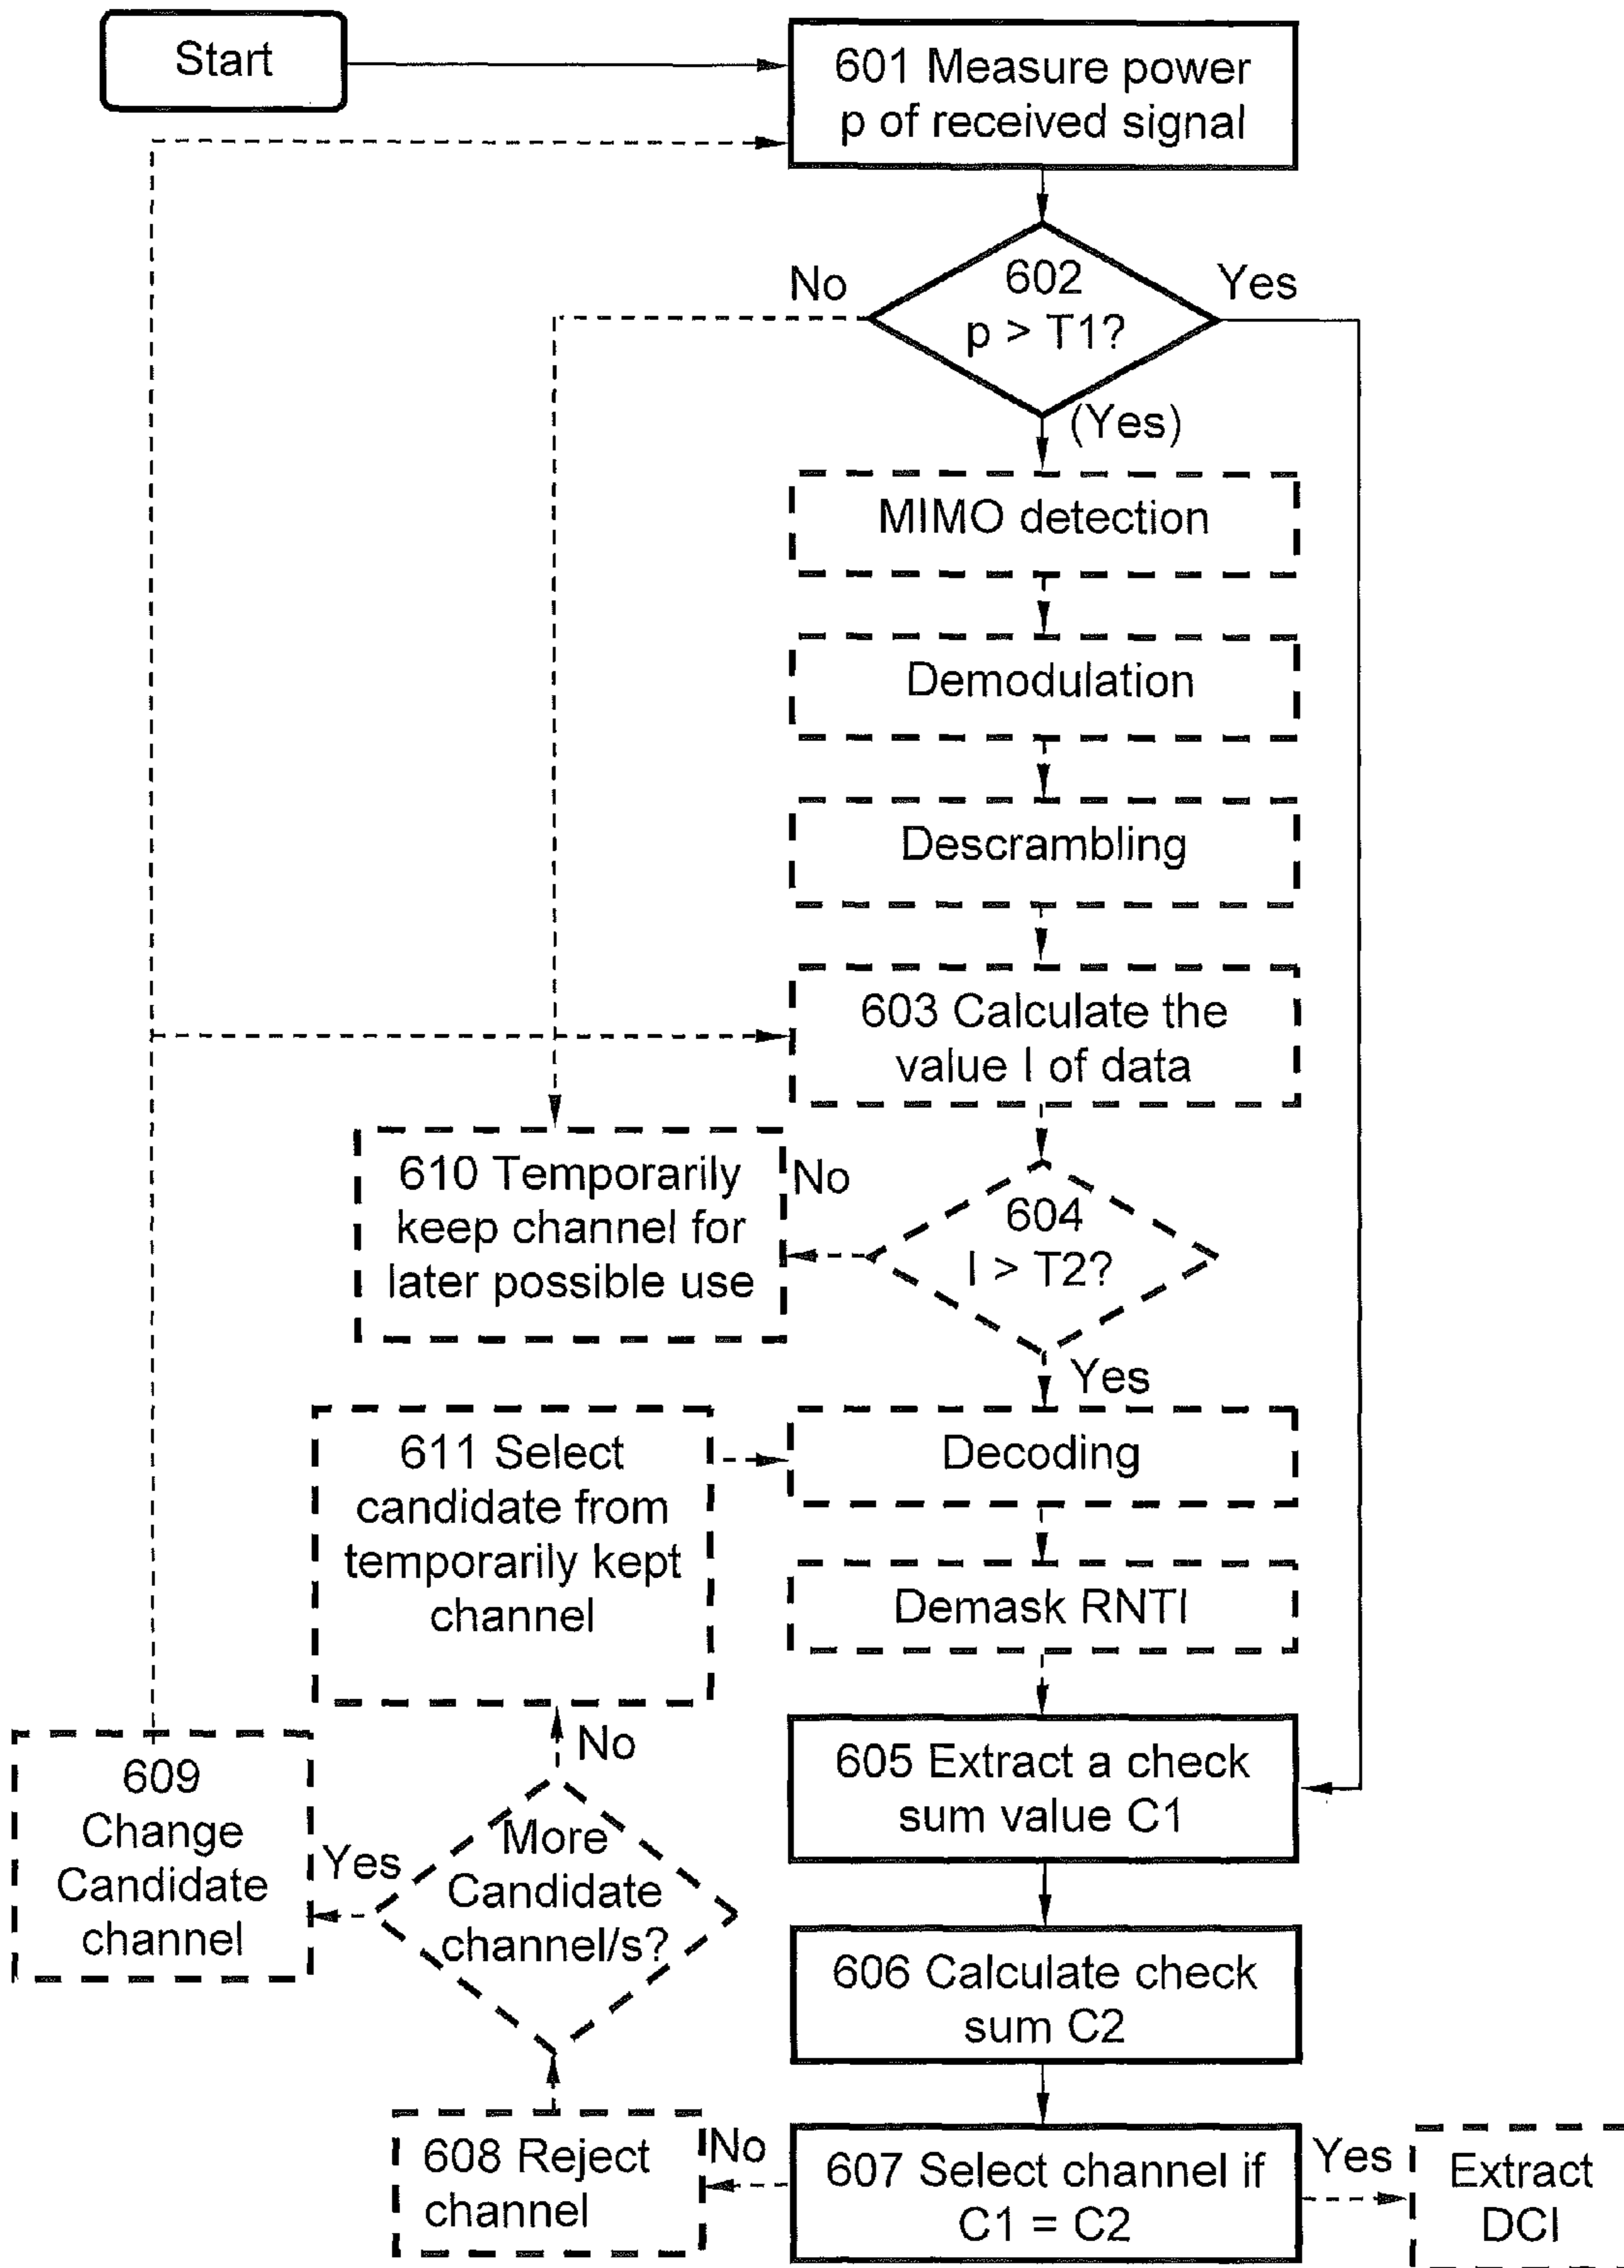 Start
601 Measure power
p of received signal
602
p > T1?
No
Yes
(Yes)
MIMO detection
Demodulation
Descrambling
603 Calculate the
value I of data
610 Temporarily
keep channel for
later possible use
No
604
I > T2?
Yes
611 Select
candidate from
temporarily kept
channel
Decoding
Demask RNTI
No
605 Extract a check
sum value C1
609
Change
Candidate
channel
Yes
More
Candidate
channel/s?
606 Calculate check
sum C2
608 Reject
channel
No
607 Select channel if
C1 = C2
Yes
Extract
DCI